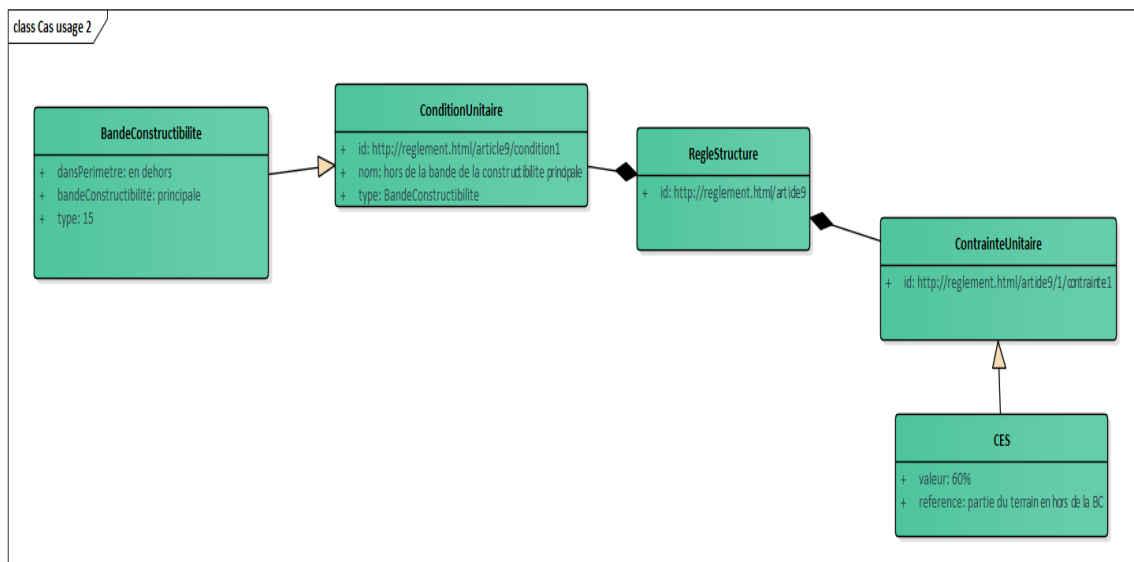 class Cas usage 2
BandeConstructibilite
+ dansPerimetre: en dehors
+ bandeConstructibilité: principale
+ type: 15
ConditionUnitaire
+ id: http://reglement.html/article9/condition1
+ nom: hors de la bande de la constructibilite principale
+ type: BandeConstructibilite
RegleStructure
+ id: http://reglement.html/article9
ContrainteUnitaire
+ id: http://reglement.html/article9/1/contrainte1
CES
+ valeur: 60%
+ reference: partie du terrain en hors de la BC